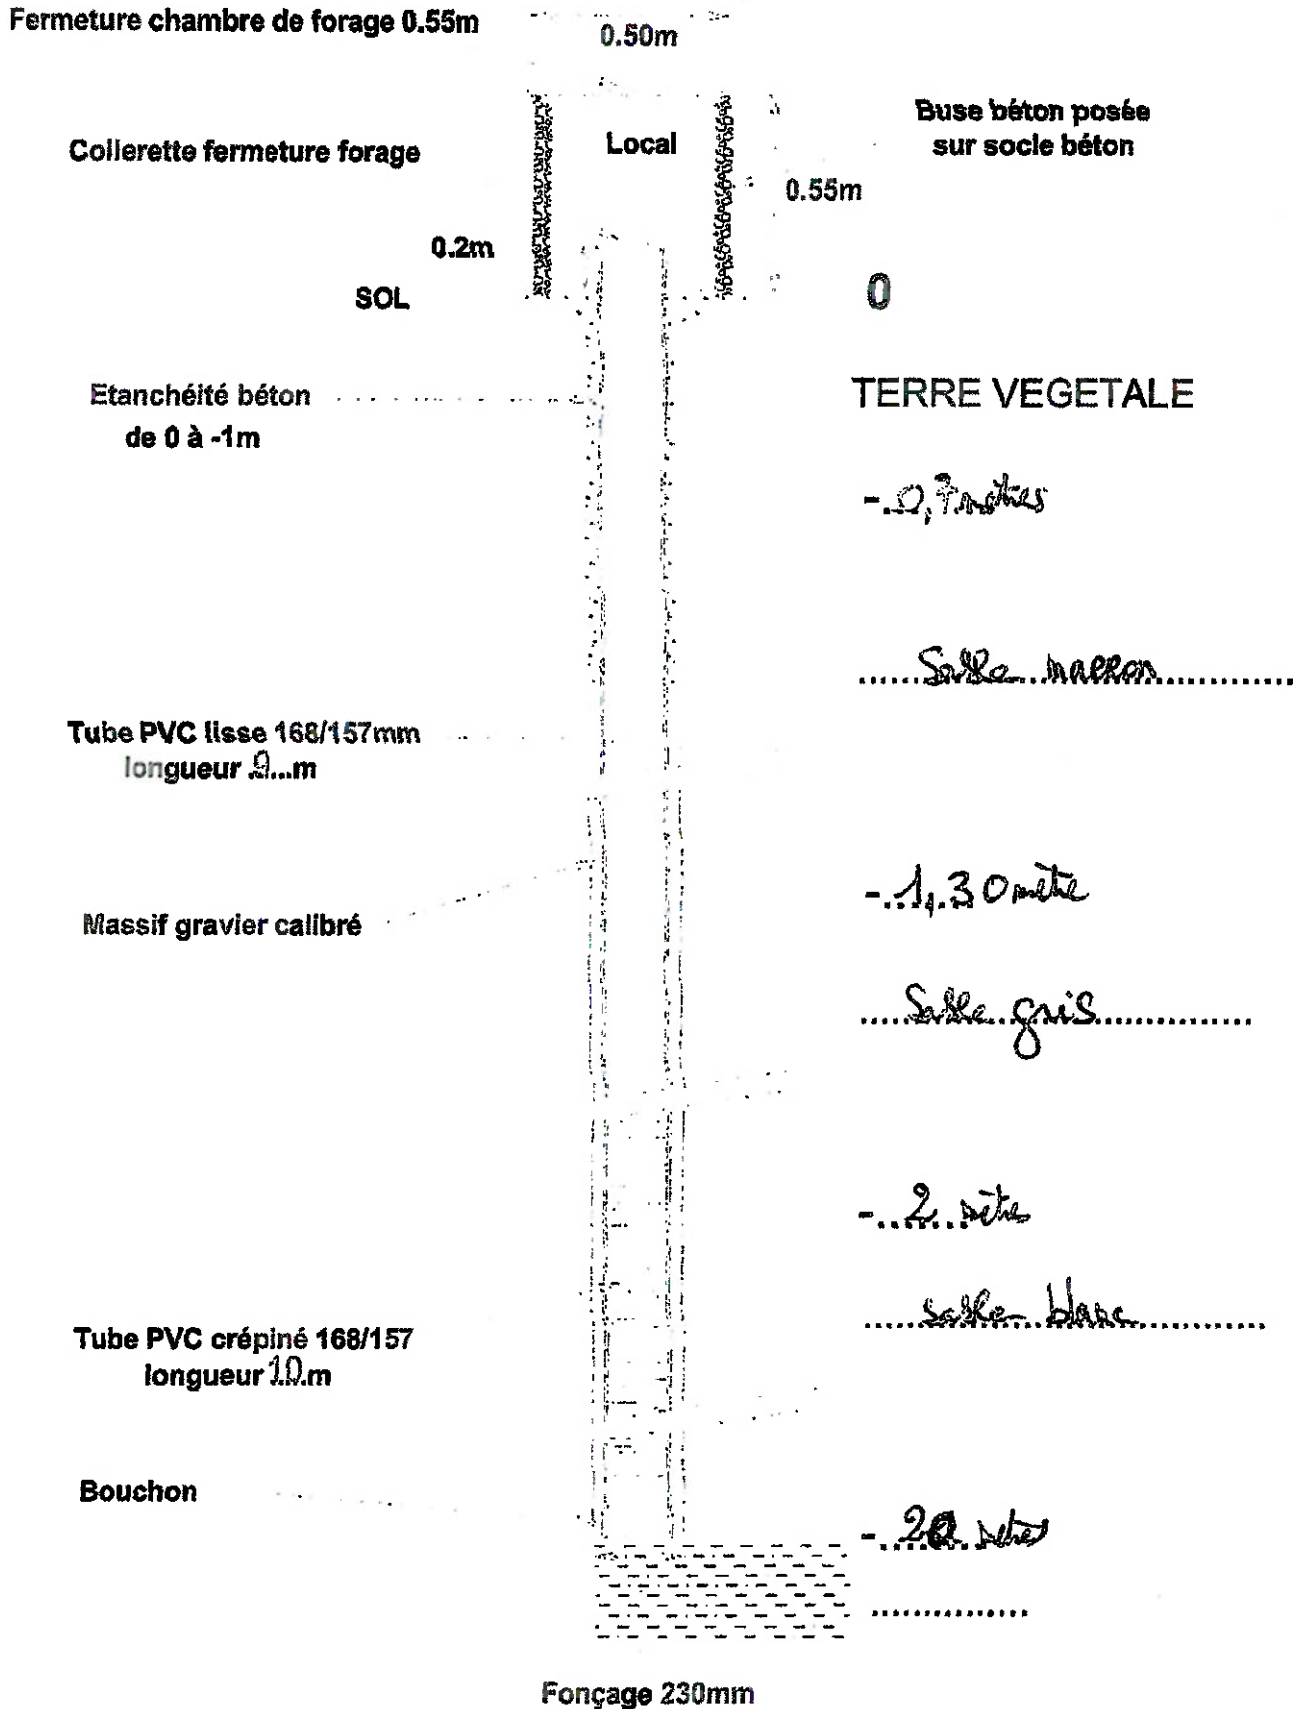 Fermeture chambre de forage 0.55m
0.50m
Collerette fermeture forage
Local
Buse béton posée
sur socle béton
0.55m
0.2m
SOL
0
Etanchéité béton
de 0 à -1m
TERRE VEGETALE
-.0,7 mètres
Sable marron
Tube PVC lisse 168/157mm
longueur .9...m
-.1,30 mètre
Massif gravier calibré
Sable gris
-.2 mètres
sable blanc
Tube PVC crépiné 168/157
longueur 10.m
Bouchon
-.20 mètres
Fonçage 230mm